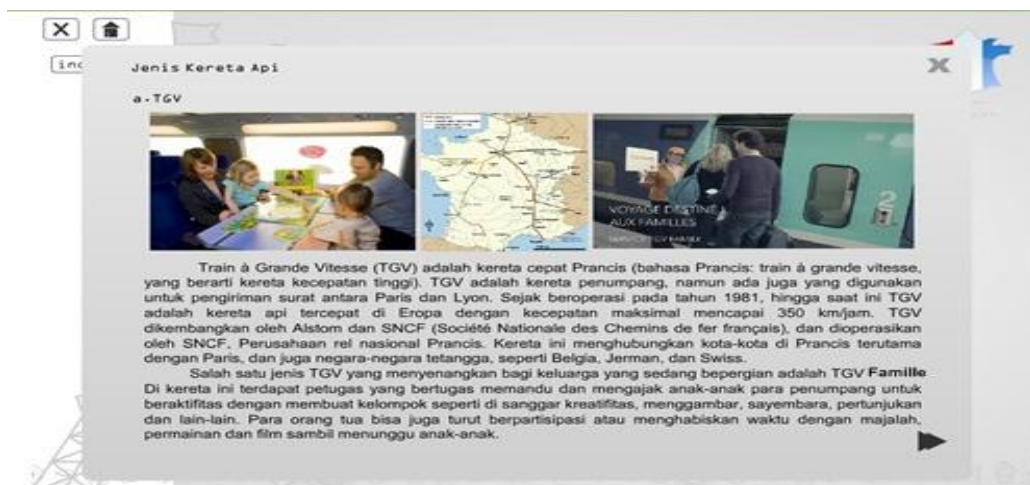 X
inc
Jenis Kereta Api
X
a.TGV
VOYAGE DESTINÉ
AUX FAMILLES
Train à Grande Vitesse (TGV) adalah kereta cepat Prancis (bahasa Prancis: train à grande vitesse,
yang berarti kereta kecepatan tinggi). TGV adalah kereta penumpang, namun ada juga yang digunakan
untuk pengiriman surat antara Paris dan Lyon. Sejak beroperasi pada tahun 1981, hingga saat ini TGV
adalah kereta api tercepat di Eropa dengan kecepatan maksimal mencapai 350 km/jam. TGV
dikembangkan oleh Alstom dan SNCF (Société Nationale des Chemins de fer français), dan dioperasikan
oleh SNCF, Perusahaan rel nasional Prancis. Kereta ini menghubungkan kota-kota di Prancis terutama
dengan Paris, dan juga negara-negara tetangga, seperti Belgia, Jerman, dan Swiss.
Salah satu jenis TGV yang menyenangkan bagi keluarga yang sedang bepergian adalah TGV Famille
Di kereta ini terdapat petugas yang bertugas memandu dan mengajak anak-anak para penumpang untuk
beraktifitas dengan membuat kelompok seperti di sanggar kreatifitas, menggambar, sayembara, pertunjukan
dan lain-lain. Para orang tua bisa juga turut berpartisipasi atau menghabiskan waktu dengan majalah,
permainan dan film sambil menunggu anak-anak.